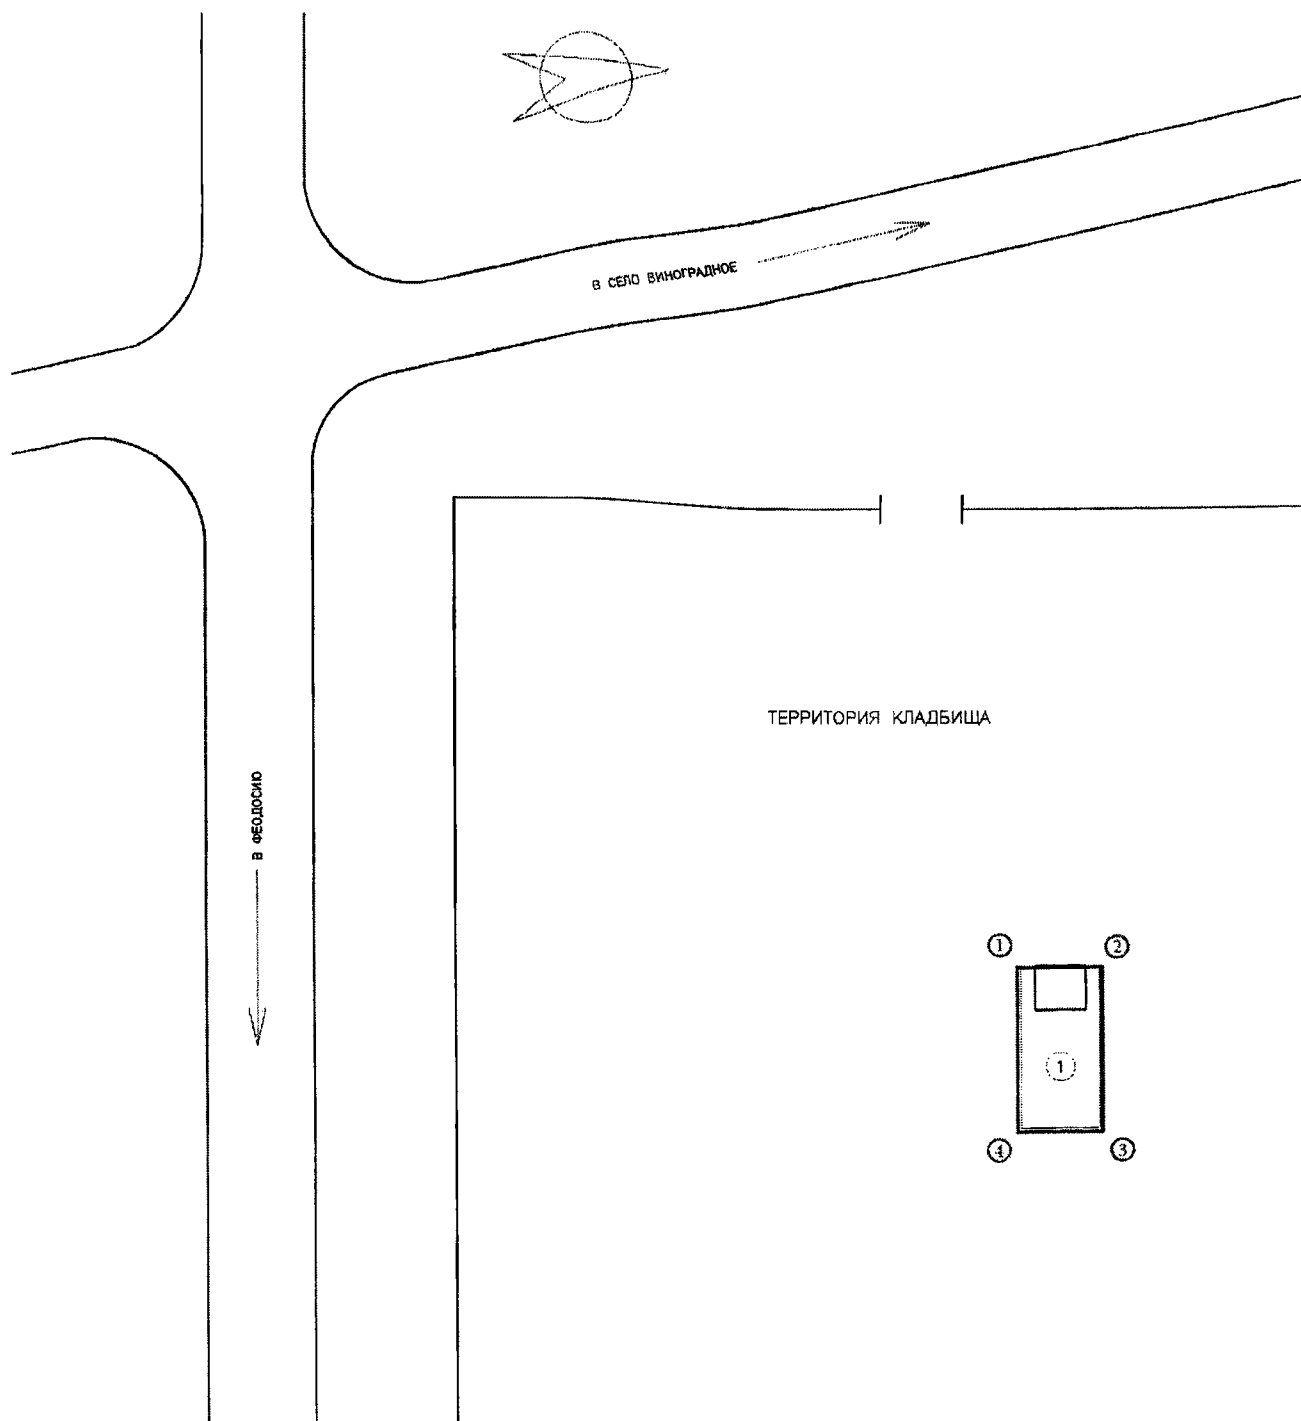 В СЕЛО ВИНОГРАДНОЕ
ТЕРРИТОРИЯ КЛАДБИЩА
В ФЕОДОСИЮ
1 2
1
4 3